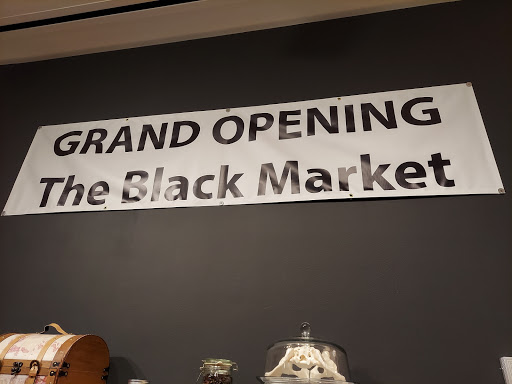 GRAND OPENING
The Black Market